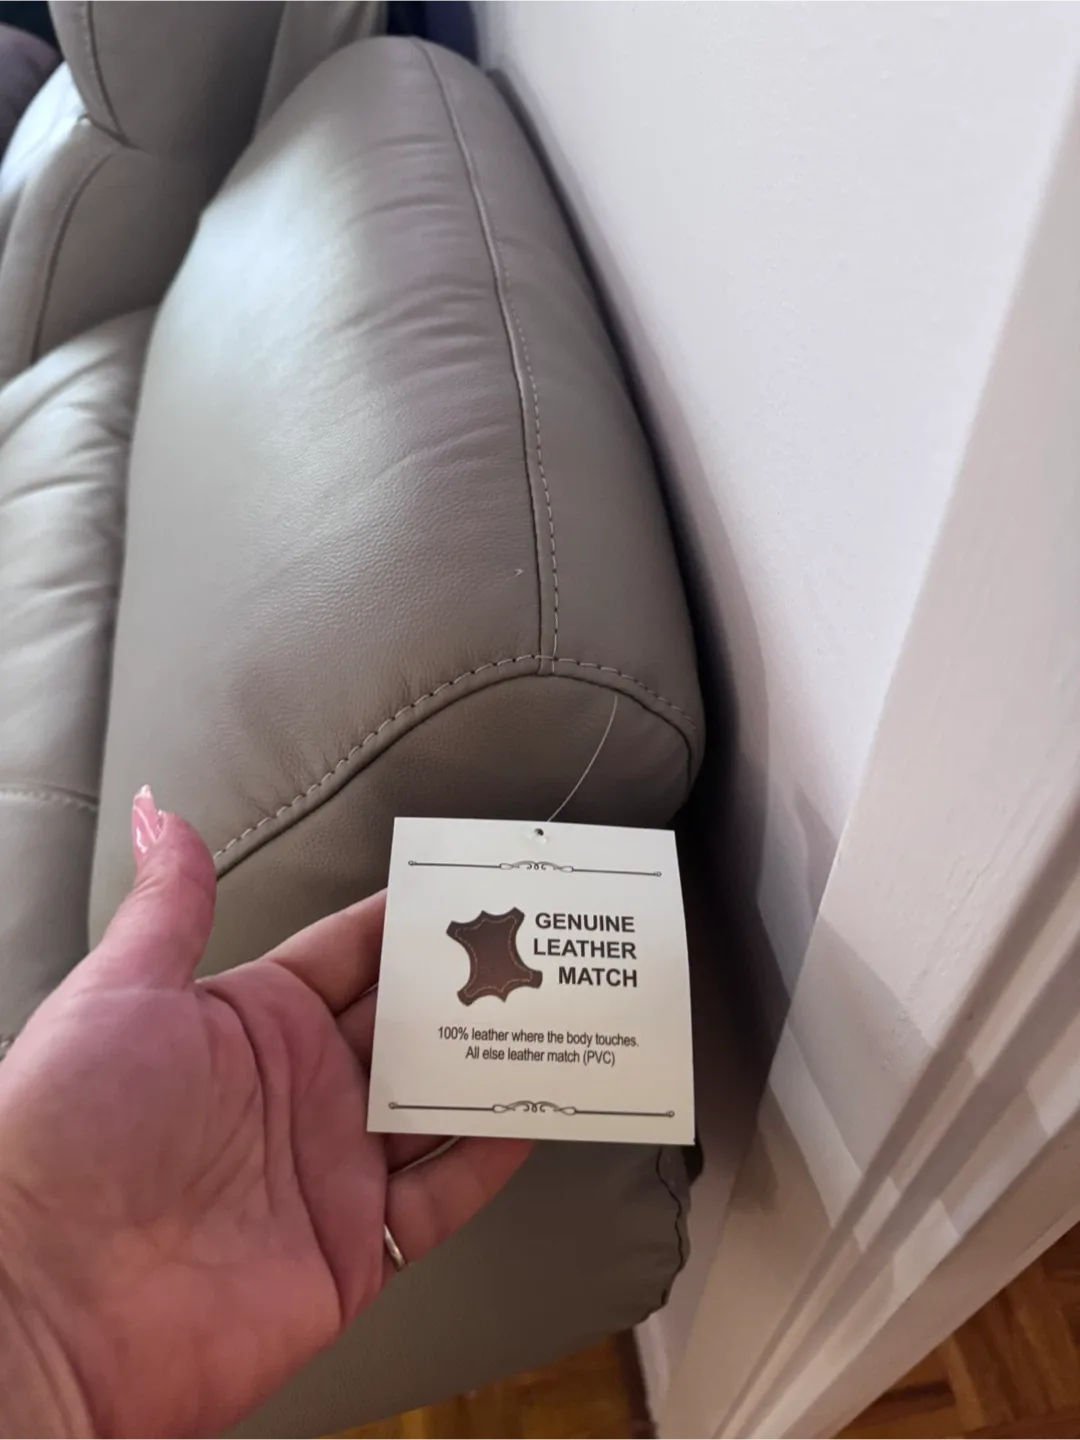 GENUINE
LEATHER
MATCH
100% leather where the body touches.
All else leather match (PVC)